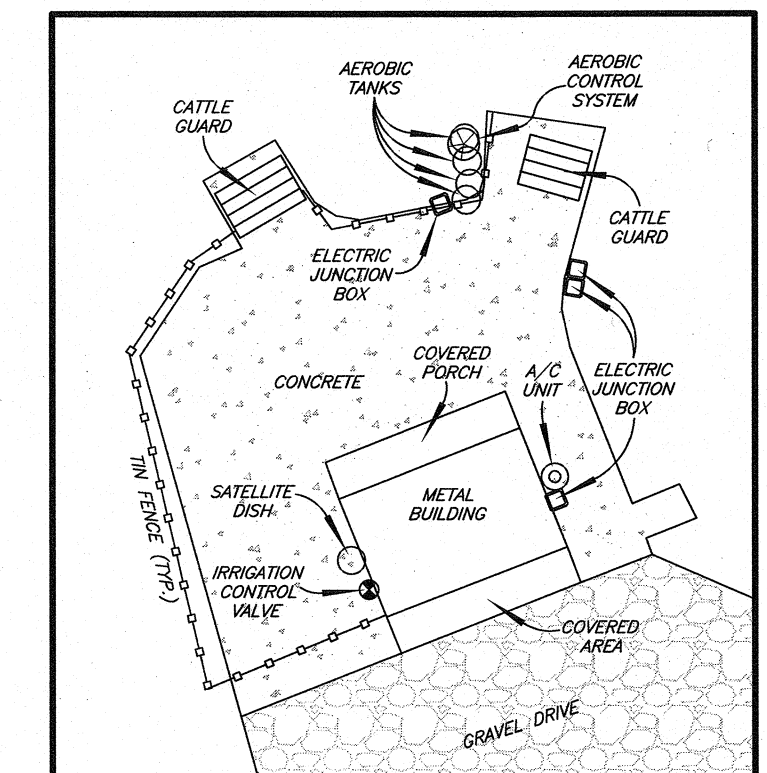 AEROBIC
TANKS
AEROBIC
CONTROL
SYSTEM
CATTLE
GUARD
CATTLE
GUARD
ELECTRIC
JUNCTION
BOX
COVERED
PORCH
A/C
UNIT
ELECTRIC
JUNCTION
BOX
CONCRETE
TIN FENCE (TYP.)
SATELLITE
DISH
METAL
BUILDING
IRRIGATION
CONTROL
VALVE
COVERED
AREA
GRAVEL DRIVE